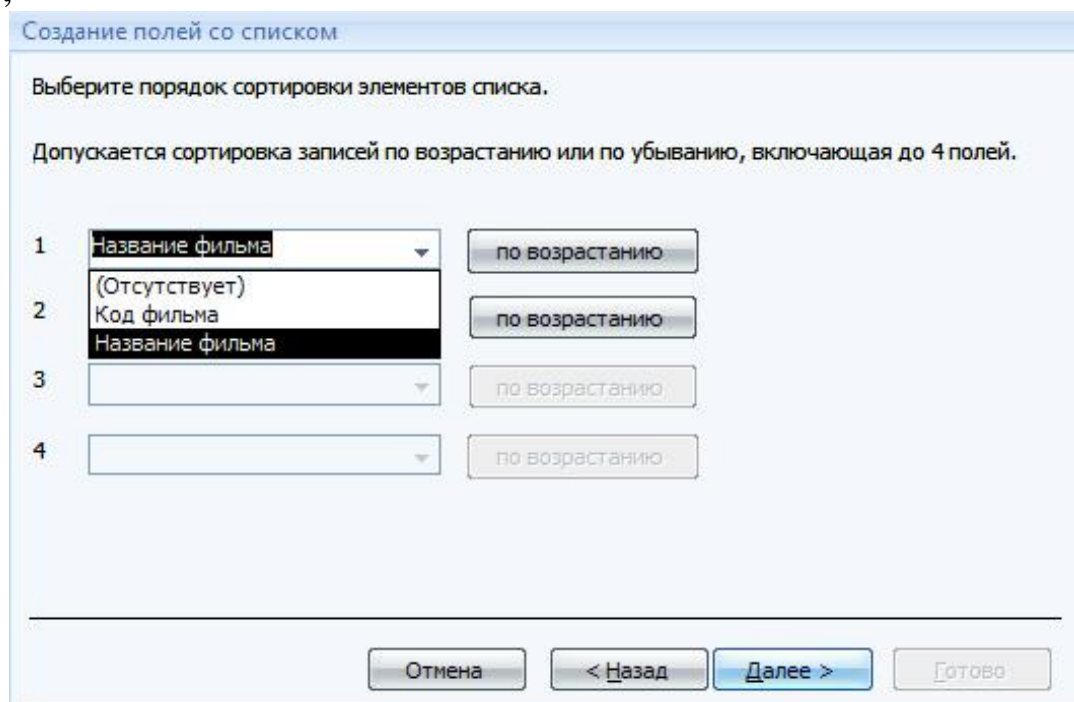 ;
Создание полей со списком
Выберите порядок сортировки элементов списка.
Допускается сортировка записей по возрастанию или по убыванию, включающая до 4 полей.
1 Название фильма по возрастанию
(Отсутствует)
2 Код фильма по возрастанию
Название фильма
3 по возрастанию
4 по возрастанию
Отмена < Назад Далее > Готово